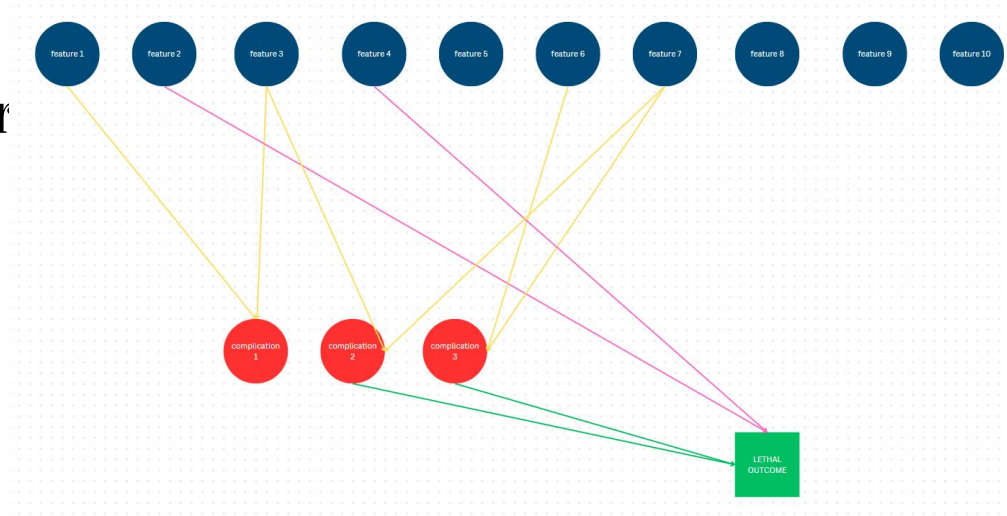 feature 1
feature 2
feature 3
feature 4
feature 5
feature 6
feature 7
feature 8
feature 9
feature 10
complication
1
complication
2
complication
3
LETHAL
OUTCOME